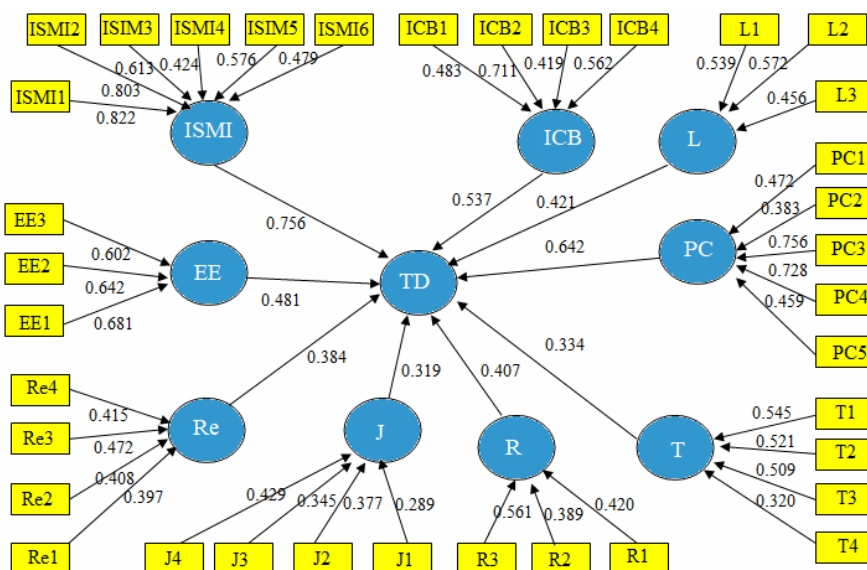 ISMI2 ISIM3 ISMI4 ISIM5 ISMI6 ICB1 ICB2 ICB3 ICB4 L1 L2
0.613 0.424 0.576 0.479
0.483 0.711 0.419 0.562
0.539 0.572
ISMI1 0.803 L3
0.822 0.456
ISMI ICB L
PC1
0.472 PC2
0.383
EE3 0.756 0.537 0.421 PC3
0.602 0.642 PC 0.756
EE2 EE TD 0.728 PC4
0.642 0.481 0.459
EE1 0.681 PC5
0.384 0.319 0.407 0.334
Re4
0.415 Re J R T 0.545 T1
Re3 0.472 0.521 T2
0.408 0.509
Re2 0.397 0.429 0.345 0.377 0.289 0.561 0.389 0.420 0.320 T3
Re1 J4 J3 J2 J1 R3 R2 R1 T4